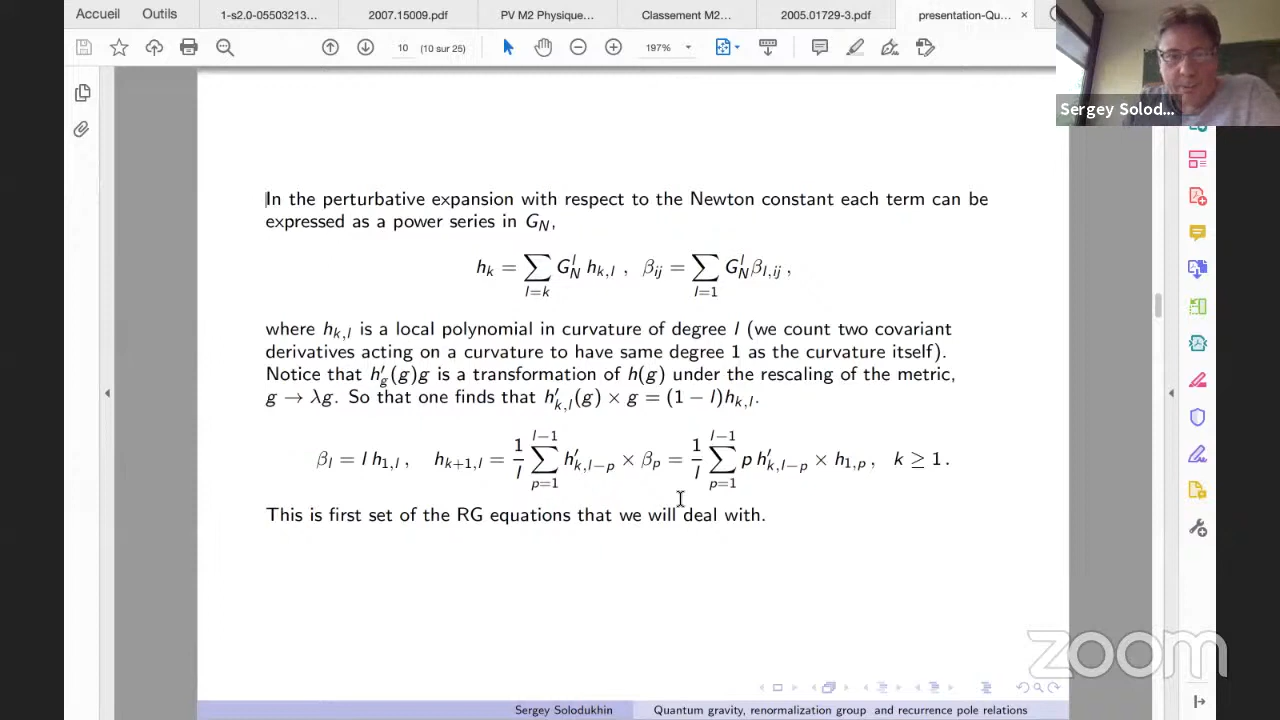 Accueil Outils 1-s2.0-05503213... 2007.15009.pdf PV M2 Physique... Classement M2... 2005.01729-3.pdf presentation-Qu... ×
10 (10 sur 25) 197%
Sergey Solod...
In the perturbative expansion with respect to the Newton constant each term can be
expressed as a power series in G_N,
h_k = ∑_{l=k} G_N^l h_{k,l} , β_{ij} = ∑_{l=1} G_N^l β_{l,ij} ,
where h_{k,l} is a local polynomial in curvature of degree l (we count two covariant
derivatives acting on a curvature to have same degree 1 as the curvature itself).
Notice that h′_g(g)g is a transformation of h(g) under the rescaling of the metric,
g → λg. So that one finds that h′_{k,l}(g) × g = (1 − l)h_{k,l}.
β_l = l h_{1,l} , h_{k+1,l} = 1/l ∑_{p=1}^{l−1} h′_{k,l−p} × β_p = 1/l ∑_{p=1}^{l−1} p h′_{k,l−p} × h_{1,p} , k ≥ 1 .
This is first set of the RG equations that we will deal with.
zoom
Sergey Solodukhin Quantum gravity, renormalization group and recurrence pole relations